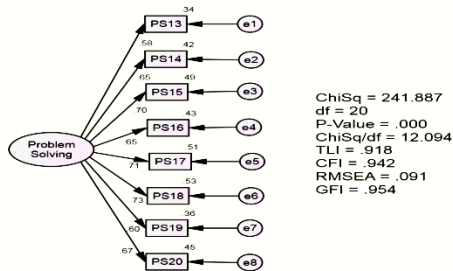 34
PS13
e1
58
42
PS14
e2
65
49
PS15
e3
70
43
PS16
e4
65
Problem
Solving
51
PS17
e5
71
53
PS18
e6
73
36
PS19
e7
60
45
PS20
e8
67
ChiSq = 241.887
df = 20
P-Value = .000
ChiSq/df = 12.094
TLI = .918
CFI = .942
RMSEA = .091
GFI = .954